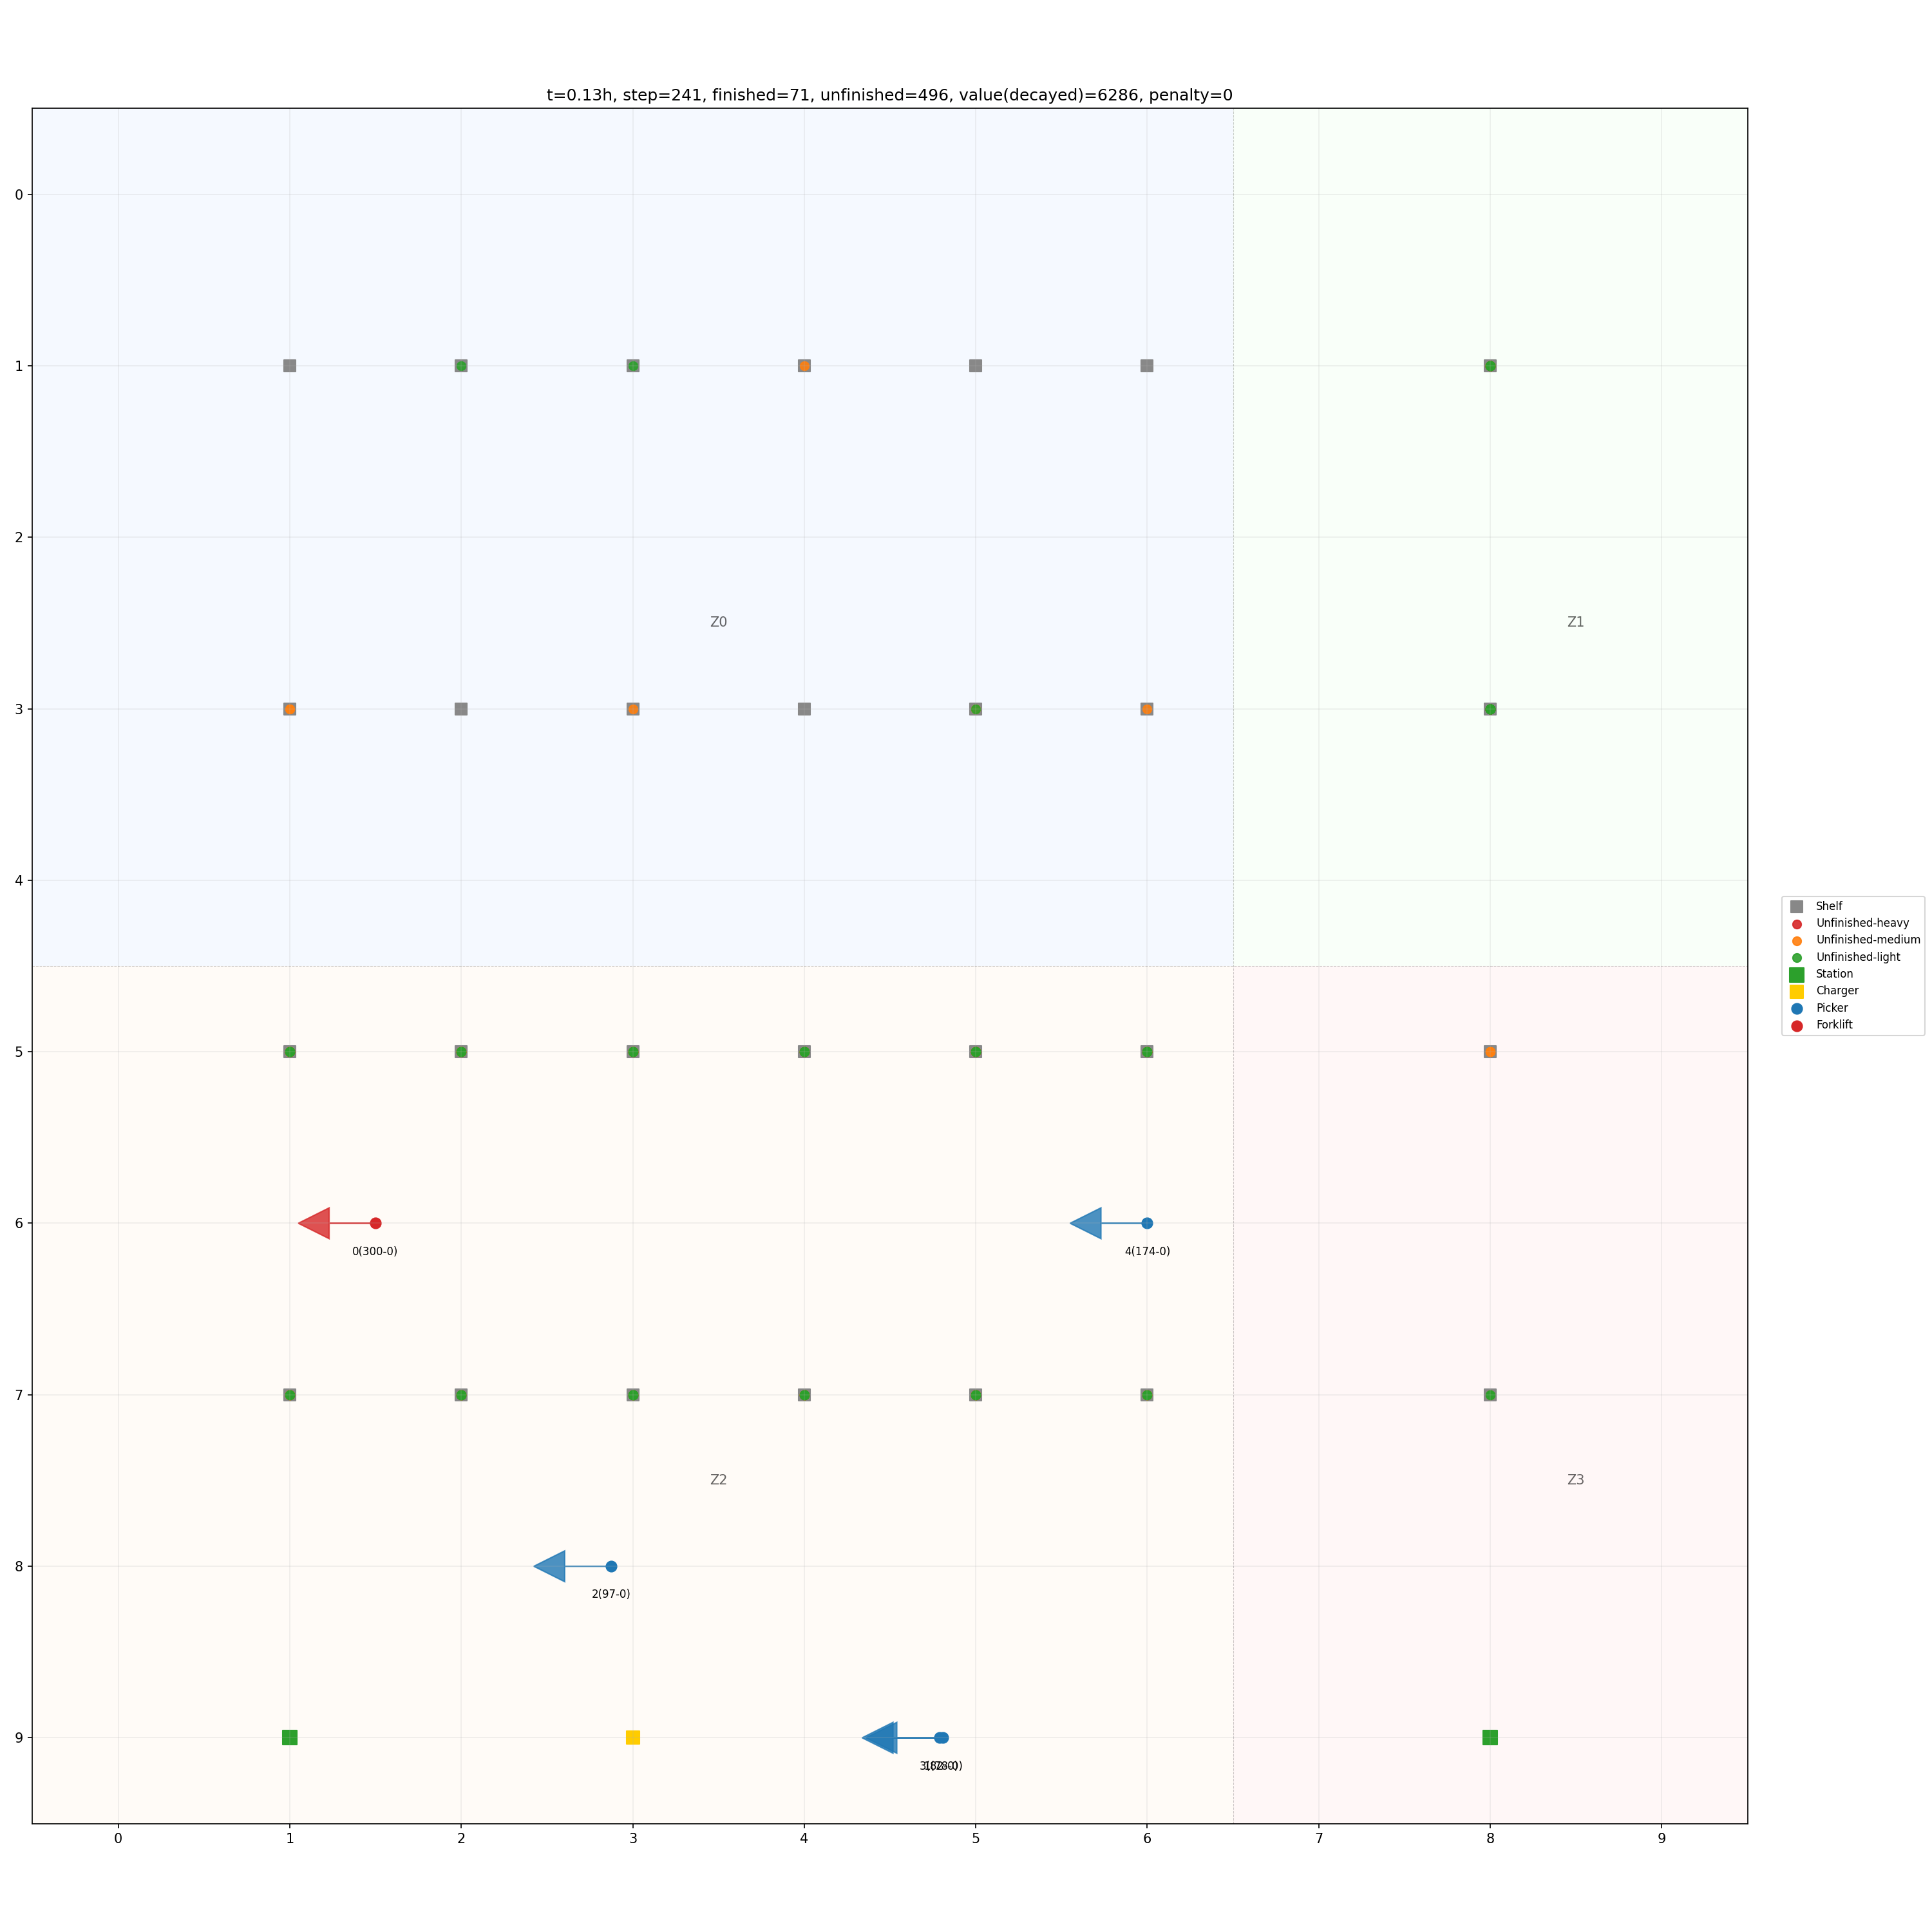 t=0.13h, step=241, finished=71, unfinished=496, value(decayed)=6286, penalty=0
0
1
2
Z0
Z1
3
4
Shelf
Unfinished-heavy
Unfinished-medium
Unfinished-light
Station
Charger
Picker
Forklift
5
6
0(300-0)
4(174-0)
7
Z2
Z3
8
2(97-0)
9
0 1 2 3 4 5 6 7 8 9